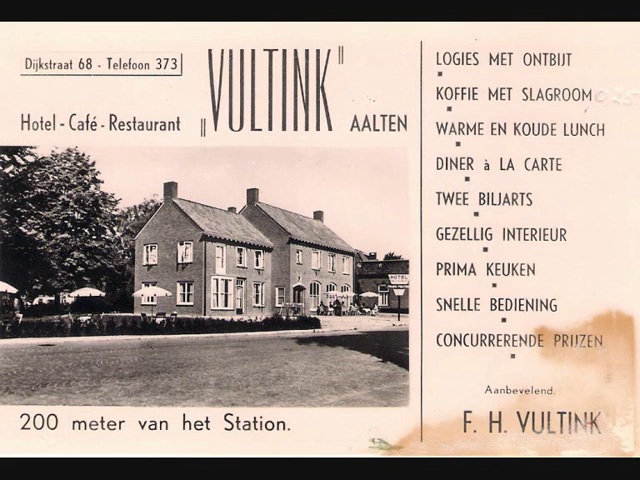 Dijkstraat 68 - Telefoon 373
Hotel - Café - Restaurant
„VULTINK”
AALTEN
200 meter van het Station.
LOGIES MET ONTBIJT
KOFFIE MET SLAGROOM
WARME EN KOUDE LUNCH
DINER à LA CARTE
TWEE BILJARTS
GEZELLIG INTERIEUR
PRIMA KEUKEN
SNELLE BEDIENING
CONCURRERENDE PRIJZEN
Aanbevelend,
F. H. VULTINK
HOTEL